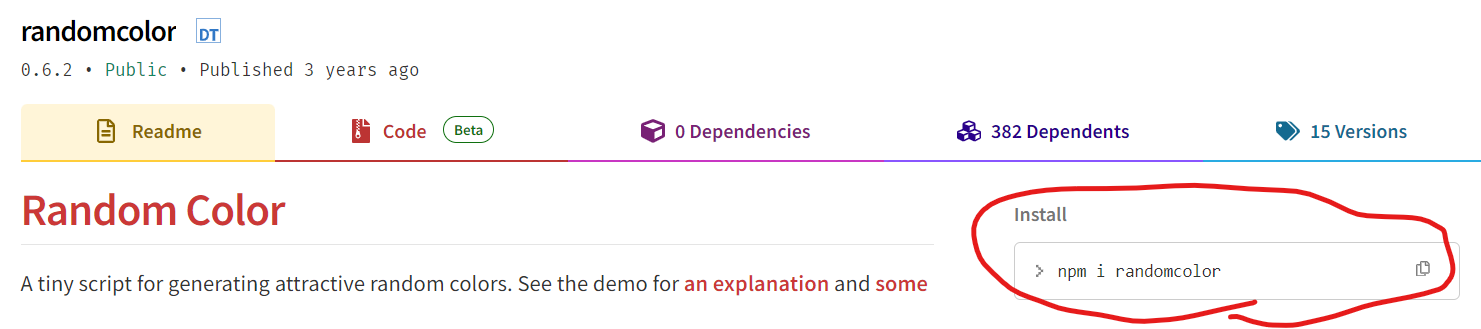 randomcolor DT
0.6.2 • Public • Published 3 years ago
Readme
Code Beta
0 Dependencies
382 Dependents
15 Versions
Random Color
A tiny script for generating attractive random colors. See the demo for an explanation and some
Install
> npm i randomcolor